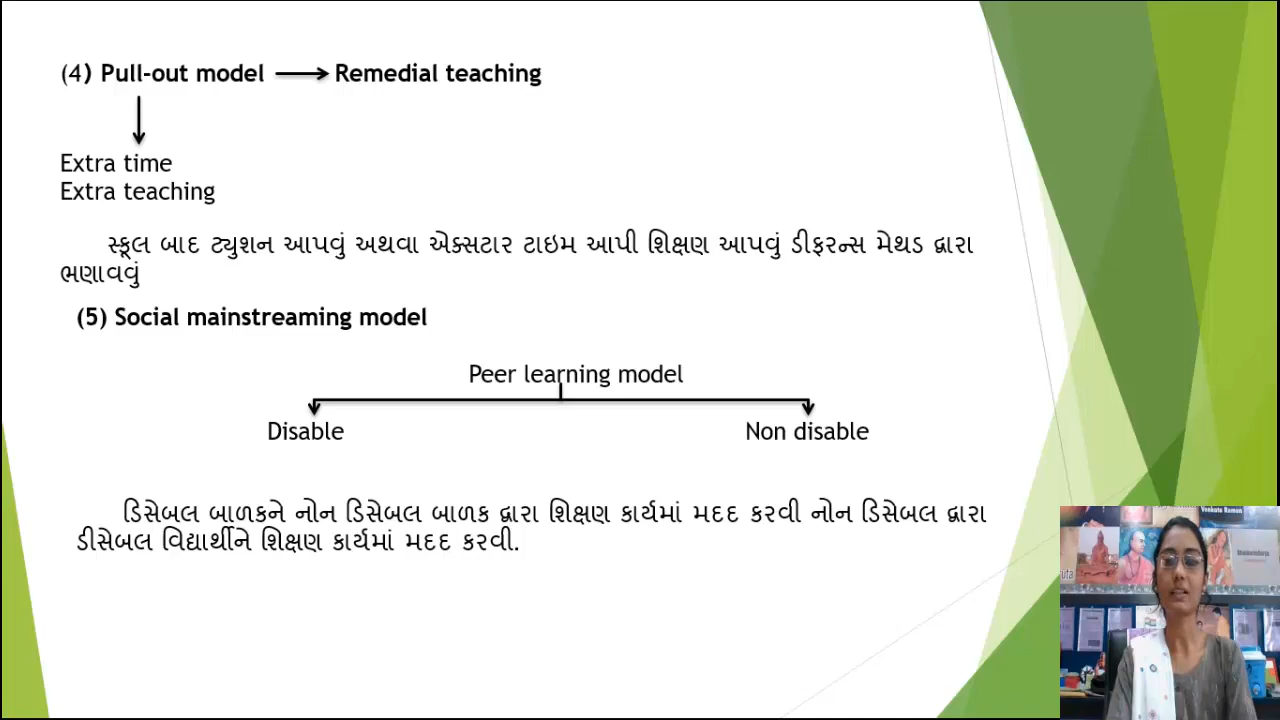 (4) Pull-out model Remedial teaching
Extra time
Extra teaching
સ્કૂલ બાદ ટ્યુશન આપવું અથવા એક્સટાર ટાઇમ આપી શિક્ષણ આપવું ડીફરન્સ મેથડ દ્વારા
ભણાવવું
(5) Social mainstreaming model
Peer learning model
Disable Non disable
ડિસેબલ બાળકને નોન ડિસેબલ બાળક દ્વારા શિક્ષણ કાર્યમાં મદદ કરવી નોન ડિસેબલ દ્વારા
ડીસેબલ વિદ્યાર્થીને શિક્ષણ કાર્યમાં મદદ કરવી.
Venkata Raman